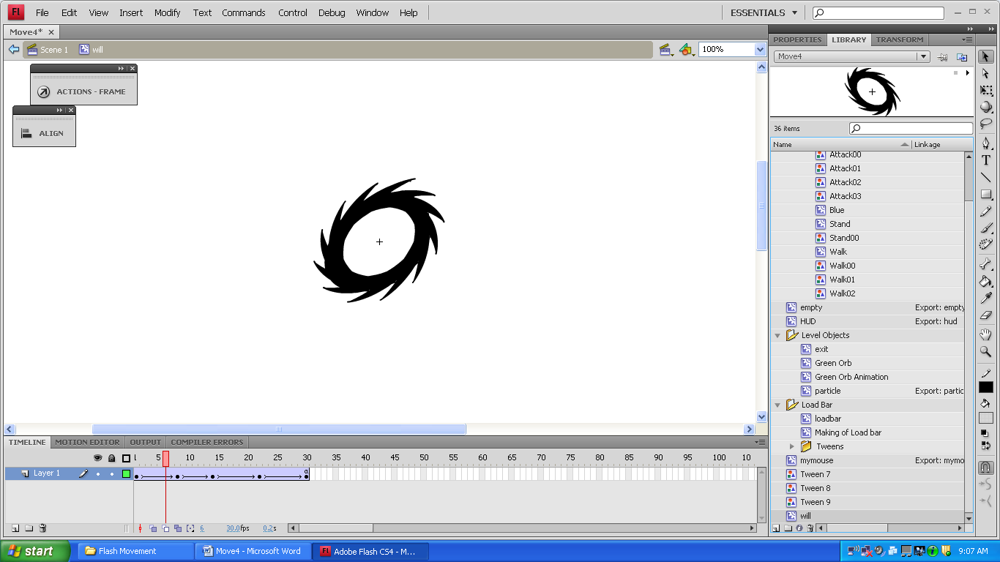 Fl File Edit View Insert Modify Text Commands Control Debug Window Help ESSENTIALS
Move4*
Scene 1 will 100%
ACTIONS - FRAME
ALIGN
PROPERTIES LIBRARY TRANSFORM
Move4
36 items
Name Linkage
Attack00
Attack01
Attack02
Attack03
Blue
Stand
Stand00
Walk
Walk00
Walk01
Walk02
empty Export: empty
HUD Export: hud
Level Objects
exit
Green Orb
Green Orb Animation
particle Export: partic
Load Bar
loadbar
Making of Load bar
Tweens
mymouse Export: mymo
Tween 7
Tween 8
Tween 9
will
T
TIMELINE MOTION EDITOR OUTPUT COMPILER ERRORS
5 10 15 20 25 30 35 40 45 50 55 60 65 70 75 80 85 90 95 100 10
Layer 1
6 30.0fps 0.2s
start Flash Movement Move4 - Microsoft Word Fl Adobe Flash CS4 - M... 9:07 AM